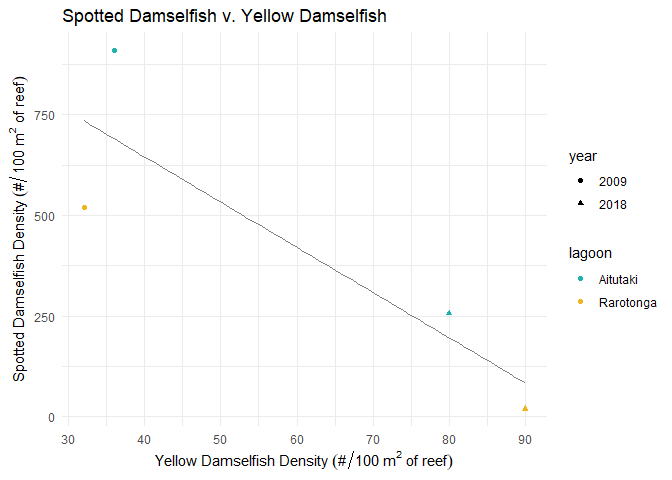 Spotted Damselfish v. Yellow Damselfish
Spotted Damselfish Density (#/100 m² of reef)
750
500
250
0
30 40 50 60 70 80 90
Yellow Damselfish Density (#/100 m² of reef)
year
2009
2018
lagoon
Aitutaki
Rarotonga